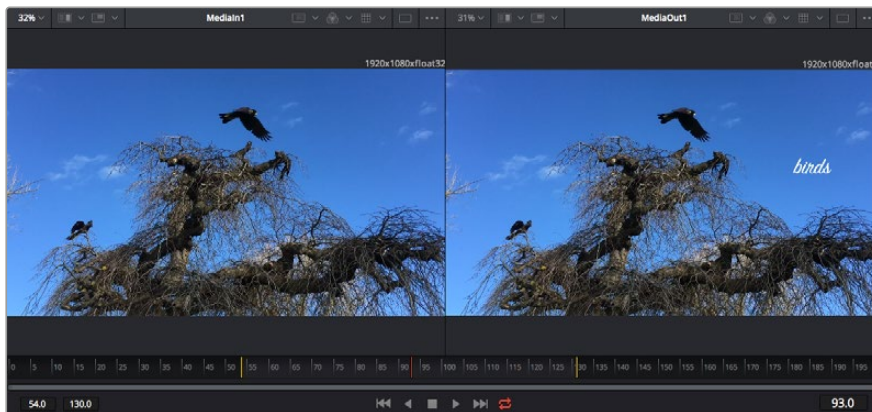 32% MediaIn1 31% MediaOut1
1920x1080xfloat32 1920x1080xfloat32
birds
0 5 10 15 20 25 30 35 40 45 50 55 60 65 70 75 80 85 90 95 100 105 110 115 120 125 130 135 140 145 150 155 160 165 170 175 180 185 190 195
54.0 130.0 93.0